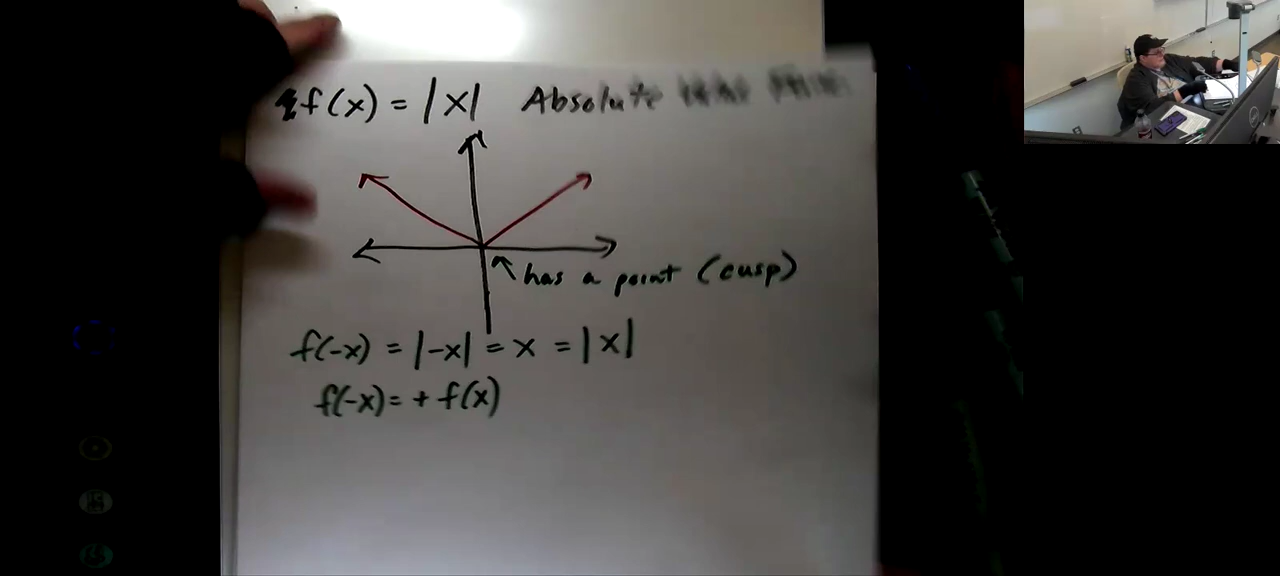 f(x) = |x| Absolute
has a point (cusp)
f(-x) = |-x| = x = |x|
f(-x) = + f(x)